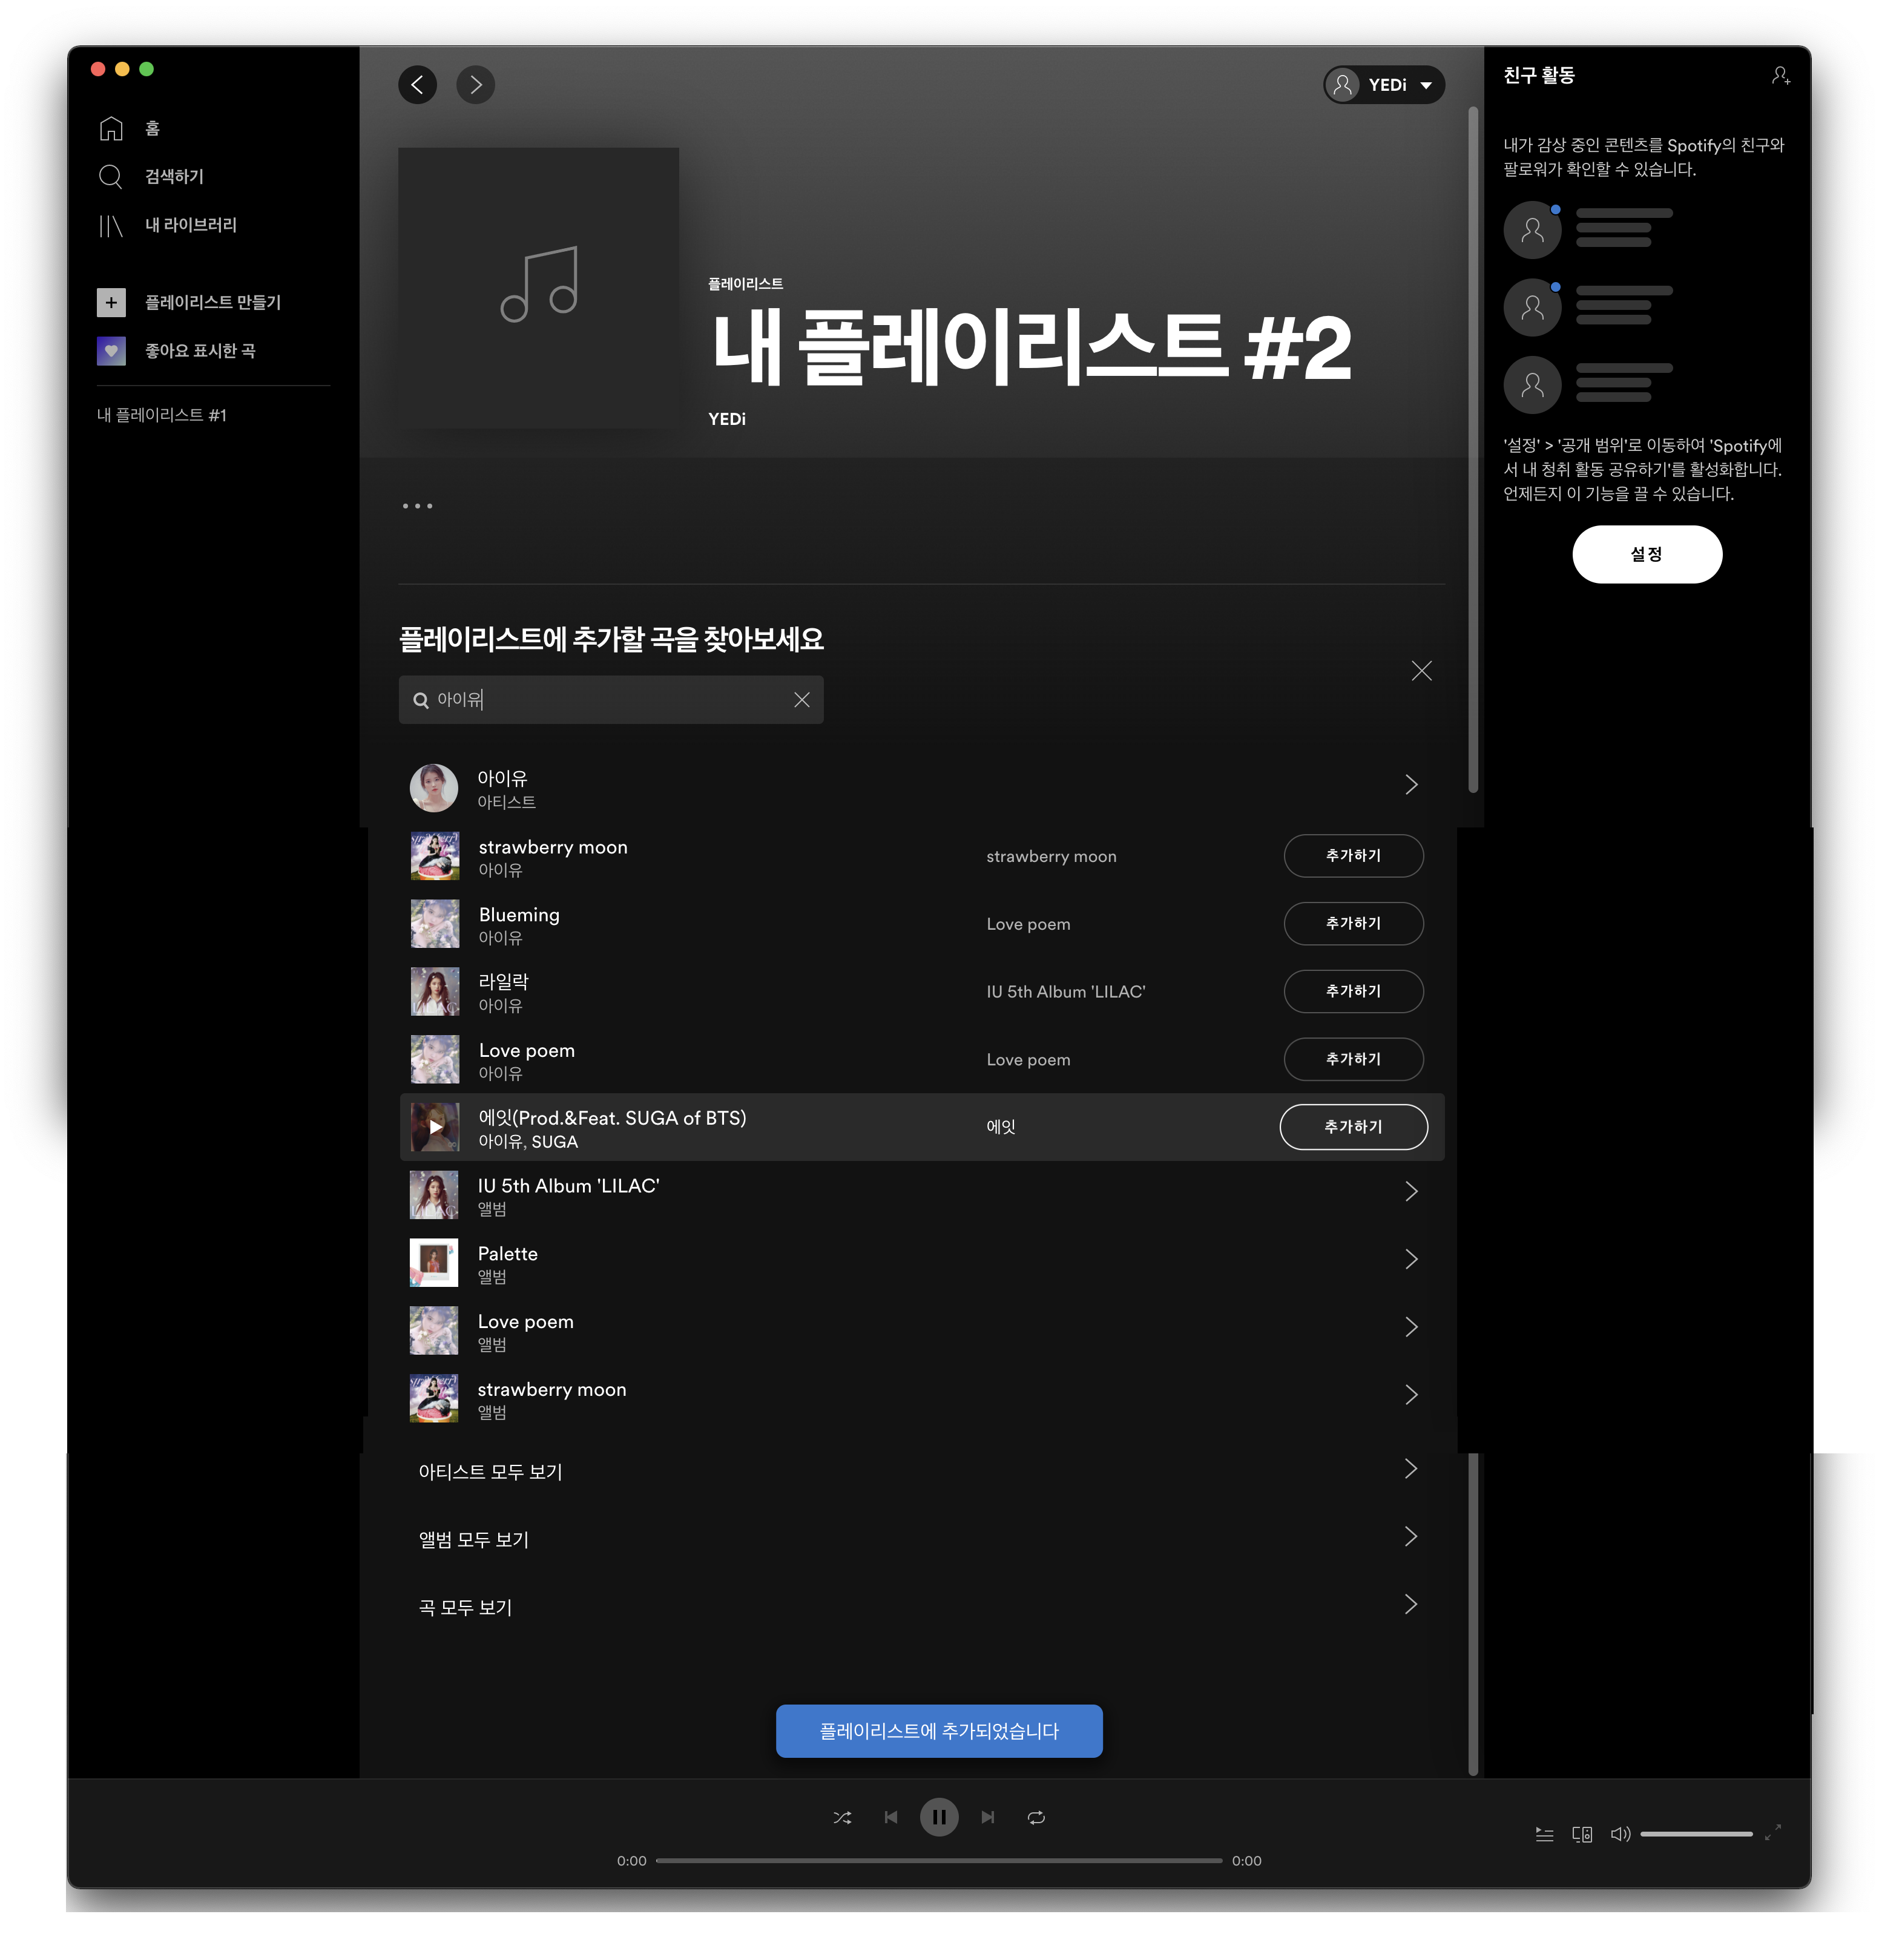 홈
검색하기
내 라이브러리
플레이리스트 만들기
좋아요 표시한 곡
내 플레이리스트 #1
YEDi
플레이리스트
내 플레이리스트 #2
YEDi
플레이리스트에 추가할 곡을 찾아보세요
아이유
아이유
아티스트
strawberry moon
아이유
strawberry moon
추가하기
Blueming
아이유
Love poem
추가하기
라일락
아이유
IU 5th Album 'LILAC'
추가하기
Love poem
아이유
Love poem
추가하기
에잇(Prod.&Feat. SUGA of BTS)
아이유, SUGA
에잇
추가하기
IU 5th Album 'LILAC'
앨범
Palette
앨범
Love poem
앨범
strawberry moon
앨범
아티스트 모두 보기
앨범 모두 보기
곡 모두 보기
플레이리스트에 추가되었습니다
0:00
0:00
친구 활동
내가 감상 중인 콘텐츠를 Spotify의 친구와
팔로워가 확인할 수 있습니다.
'설정' > '공개 범위'로 이동하여 'Spotify에
서 내 청취 활동 공유하기'를 활성화합니다.
언제든지 이 기능을 끌 수 있습니다.
설정